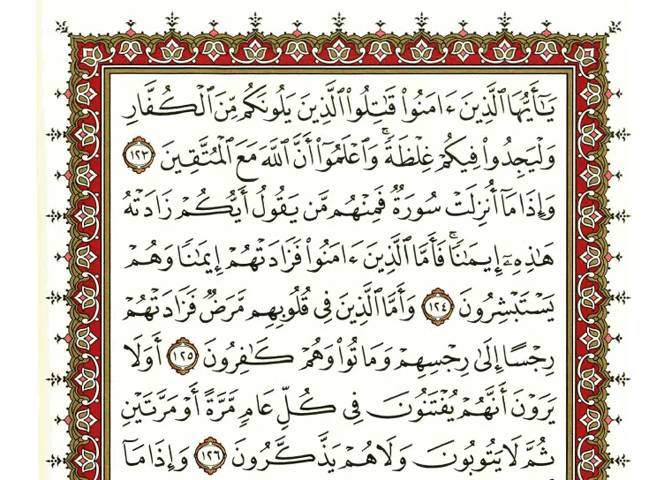 يَٰٓأَيُّهَا ٱلَّذِينَ ءَامَنُوا۟ قَٰتِلُوا۟ ٱلَّذِينَ يَلُونَكُم مِّنَ ٱلْكُفَّارِ
وَلْيَجِدُوا۟ فِيكُمْ غِلْظَةً ۚ وَٱعْلَمُوٓا۟ أَنَّ ٱللَّهَ مَعَ ٱلْمُتَّقِينَ ١٢٣
وَإِذَا مَآ أُنزِلَتْ سُورَةٌ فَمِنْهُم مَّن يَقُولُ أَيُّكُمْ زَادَتْهُ
هَٰذِهِۦٓ إِيمَٰنًا ۚ فَأَمَّا ٱلَّذِينَ ءَامَنُوا۟ فَزَادَتْهُمْ إِيمَٰنًا وَهُمْ
يَسْتَبْشِرُونَ ١٢٤ وَأَمَّا ٱلَّذِينَ فِى قُلُوبِهِم مَّرَضٌ فَزَادَتْهُمْ
رِجْسًا إِلَىٰ رِجْسِهِمْ وَمَاتُوا۟ وَهُمْ كَٰفِرُونَ ١٢٥ أَوَلَا
يَرَوْنَ أَنَّهُمْ يُفْتَنُونَ فِى كُلِّ عَامٍ مَّرَّةً أَوْ مَرَّتَيْنِ
ثُمَّ لَا يَتُوبُونَ وَلَا هُمْ يَذَّكَّرُونَ ١٢٦ وَإِذَا مَآ